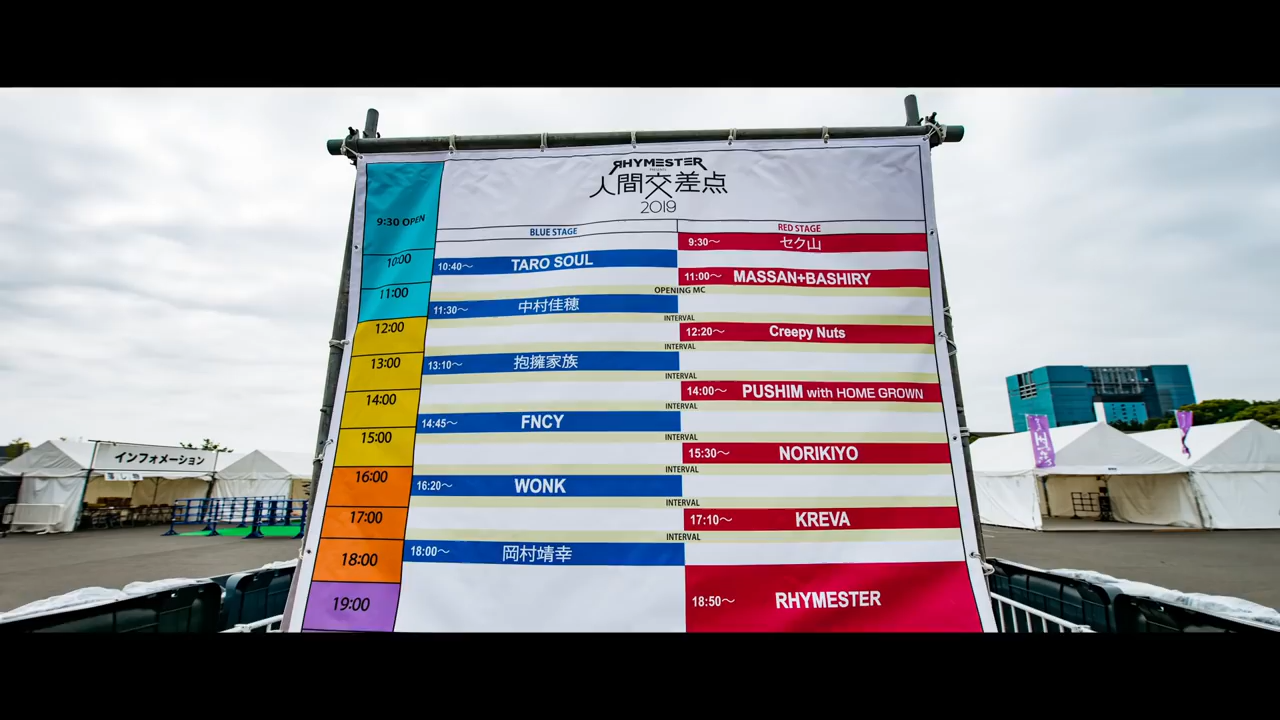 RHYMESTER
PRESENTS
人間交差点
2019
BLUE STAGE
RED STAGE
9:30 OPEN
9:30～ セク山
10:00
10:40～ TARO SOUL
11:00～ MASSAN+BASHIRY
OPENING MC
11:00
11:30～ 中村佳穂
INTERVAL
12:00
12:20～ Creepy Nuts
INTERVAL
13:00
13:10～ 抱擁家族
INTERVAL
14:00～ PUSHIM with HOME GROWN
14:00
INTERVAL
14:45～ FNCY
15:00
INTERVAL
15:30～ NORIKIYO
INTERVAL
16:00
16:20～ WONK
INTERVAL
17:00
17:10～ KREVA
INTERVAL
18:00
18:00～ 岡村靖幸
19:00
18:50～ RHYMESTER
インフォメーション